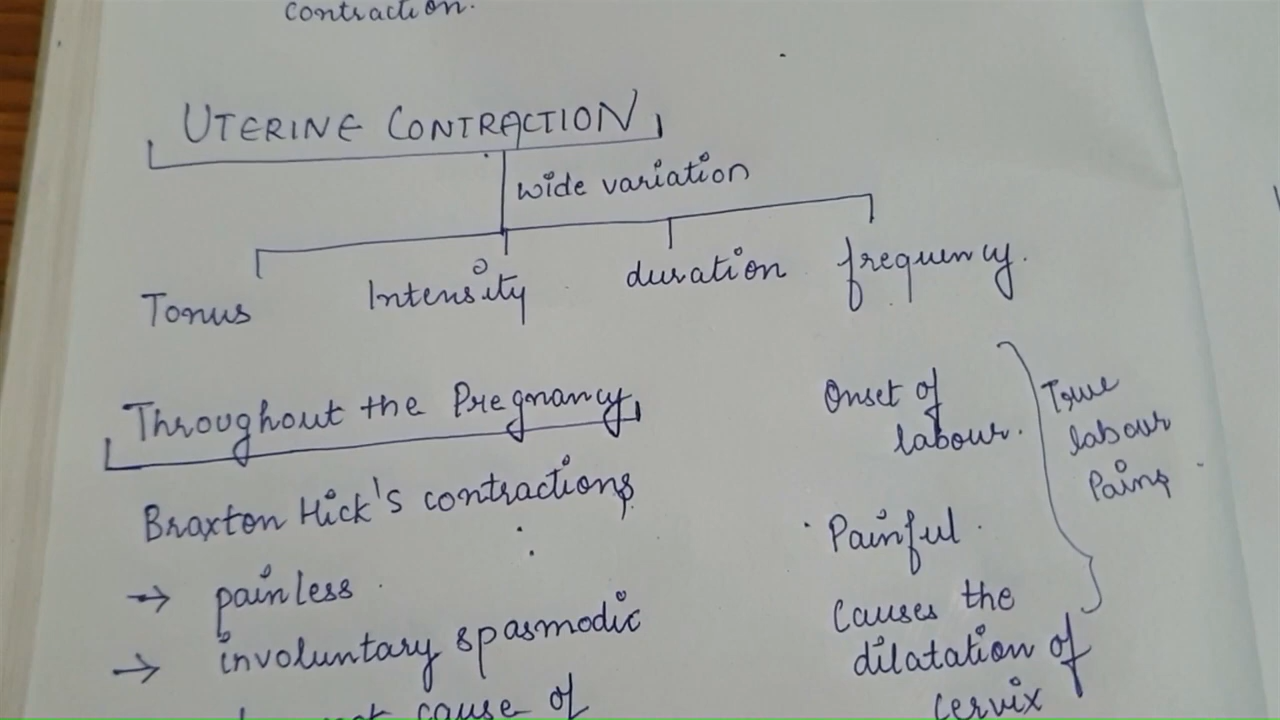 contraction.
UTERINE CONTRACTION
wide variation
Tonus Intensity duration frequency.
Throughout the Pregnancy
Braxton Hick's contractions
→ painless
→ involuntary spasmodic
cause of
Onset of
labour.
Painful
Causes the
dilatation of
cervix
True
labour
Pains